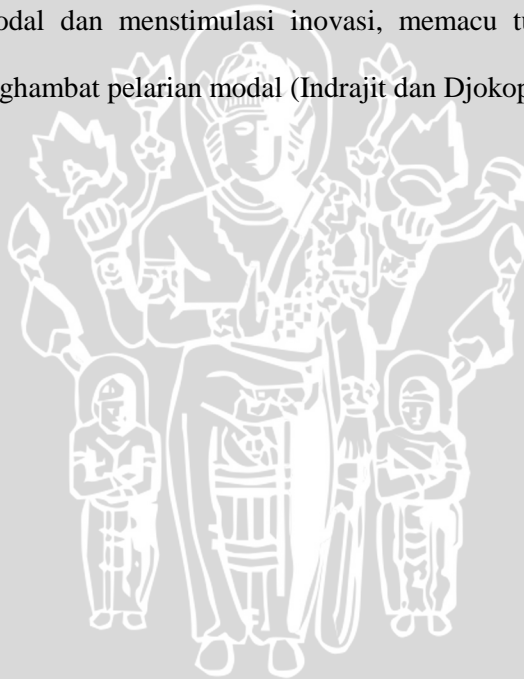 odal dan menstimulasi inovasi, memacu tu
ghambat pelarian modal (Indrajit dan Djokop